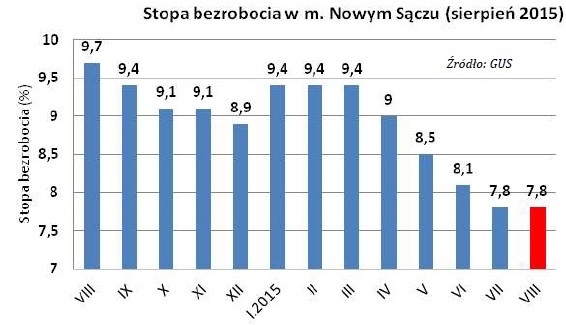 Stopa bezrobocia w m. Nowym Sączu (sierpień 2015)
Źródło: GUS
Stopa bezrobocia (%)
10
9,5
9
8,5
8
7,5
7
9,7
9,4
9,1
9,1
8,9
9,4
9,4
9,4
9
8,5
8,1
7,8
7,8
VIII
IX
X
XI
XII
I.2015
II
III
IV
V
VI
VII
VIII